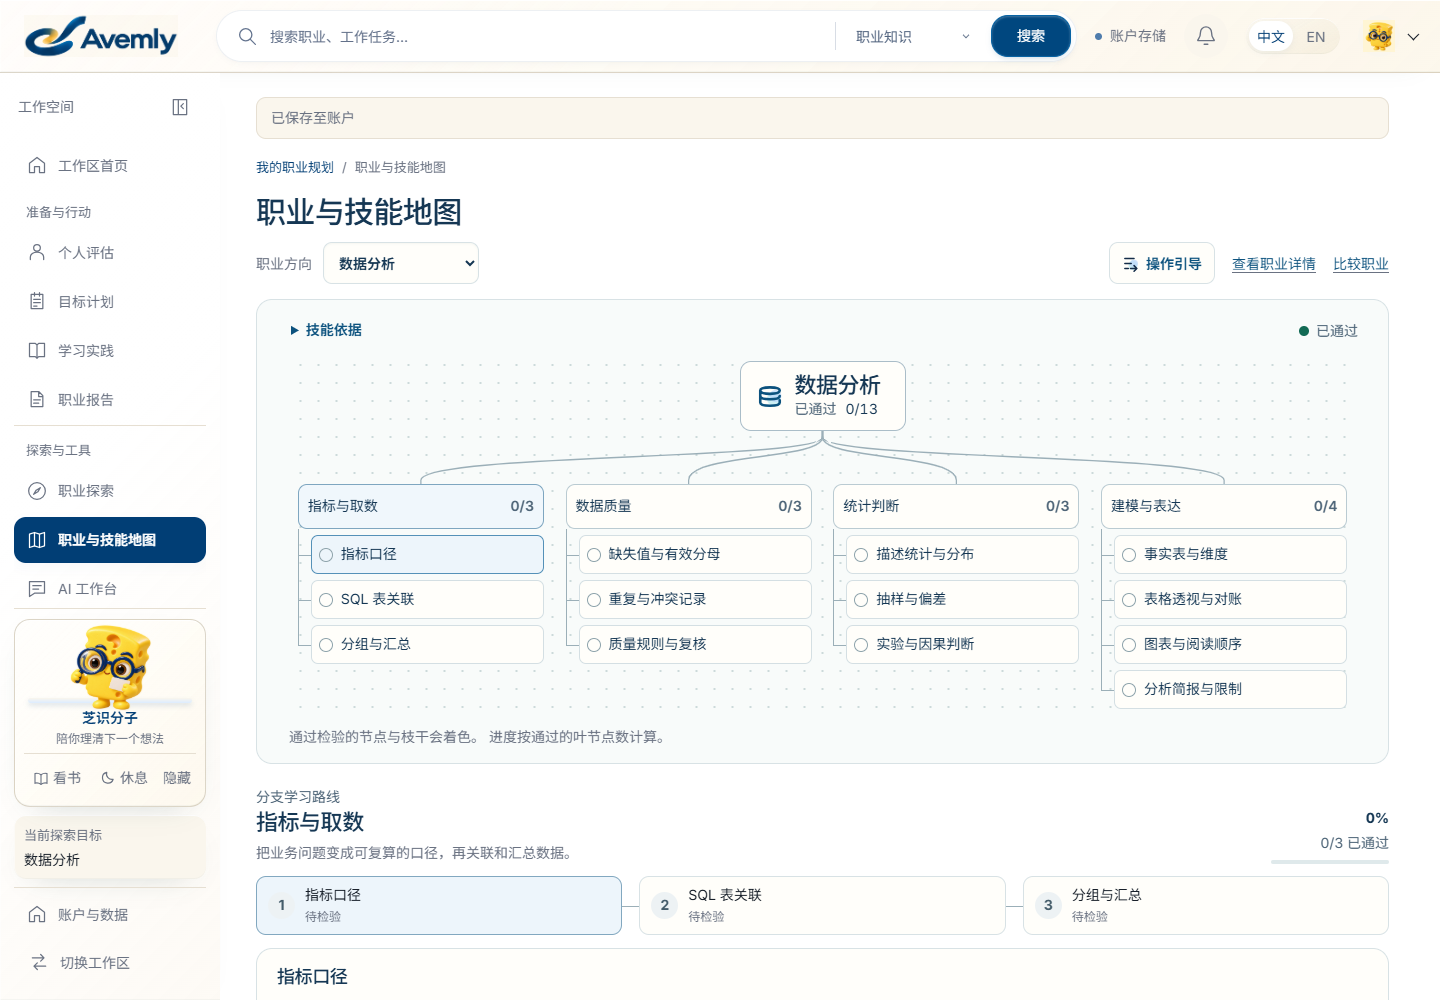 Avemly
搜索职业、工作任务...
职业知识
搜索
账户存储
中文
EN
工作空间
工作区首页
准备与行动
个人评估
目标计划
学习实践
职业报告
探索与工具
职业探索
职业与技能地图
AI 工作台
芝识分子
陪你理清下一个想法
看书
休息
隐藏
当前探索目标
数据分析
账户与数据
切换工作区
已保存至账户
我的职业规划 / 职业与技能地图
职业与技能地图
职业方向
数据分析
操作引导
查看职业详情
比较职业
技能依据
已通过
数据分析
已通过 0/13
指标与取数 0/3
指标口径
SQL 表关联
分组与汇总
数据质量 0/3
缺失值与有效分母
重复与冲突记录
质量规则与复核
统计判断 0/3
描述统计与分布
抽样与偏差
实验与因果判断
建模与表达 0/4
事实表与维度
表格透视与对账
图表与阅读顺序
分析简报与限制
通过检验的节点与枝干会着色。 进度按通过的叶节点数计算。
分支学习路线
指标与取数
把业务问题变成可复算的口径，再关联和汇总数据。
0%
0/3 已通过
1
指标口径
待检验
2
SQL 表关联
待检验
3
分组与汇总
待检验
指标口径